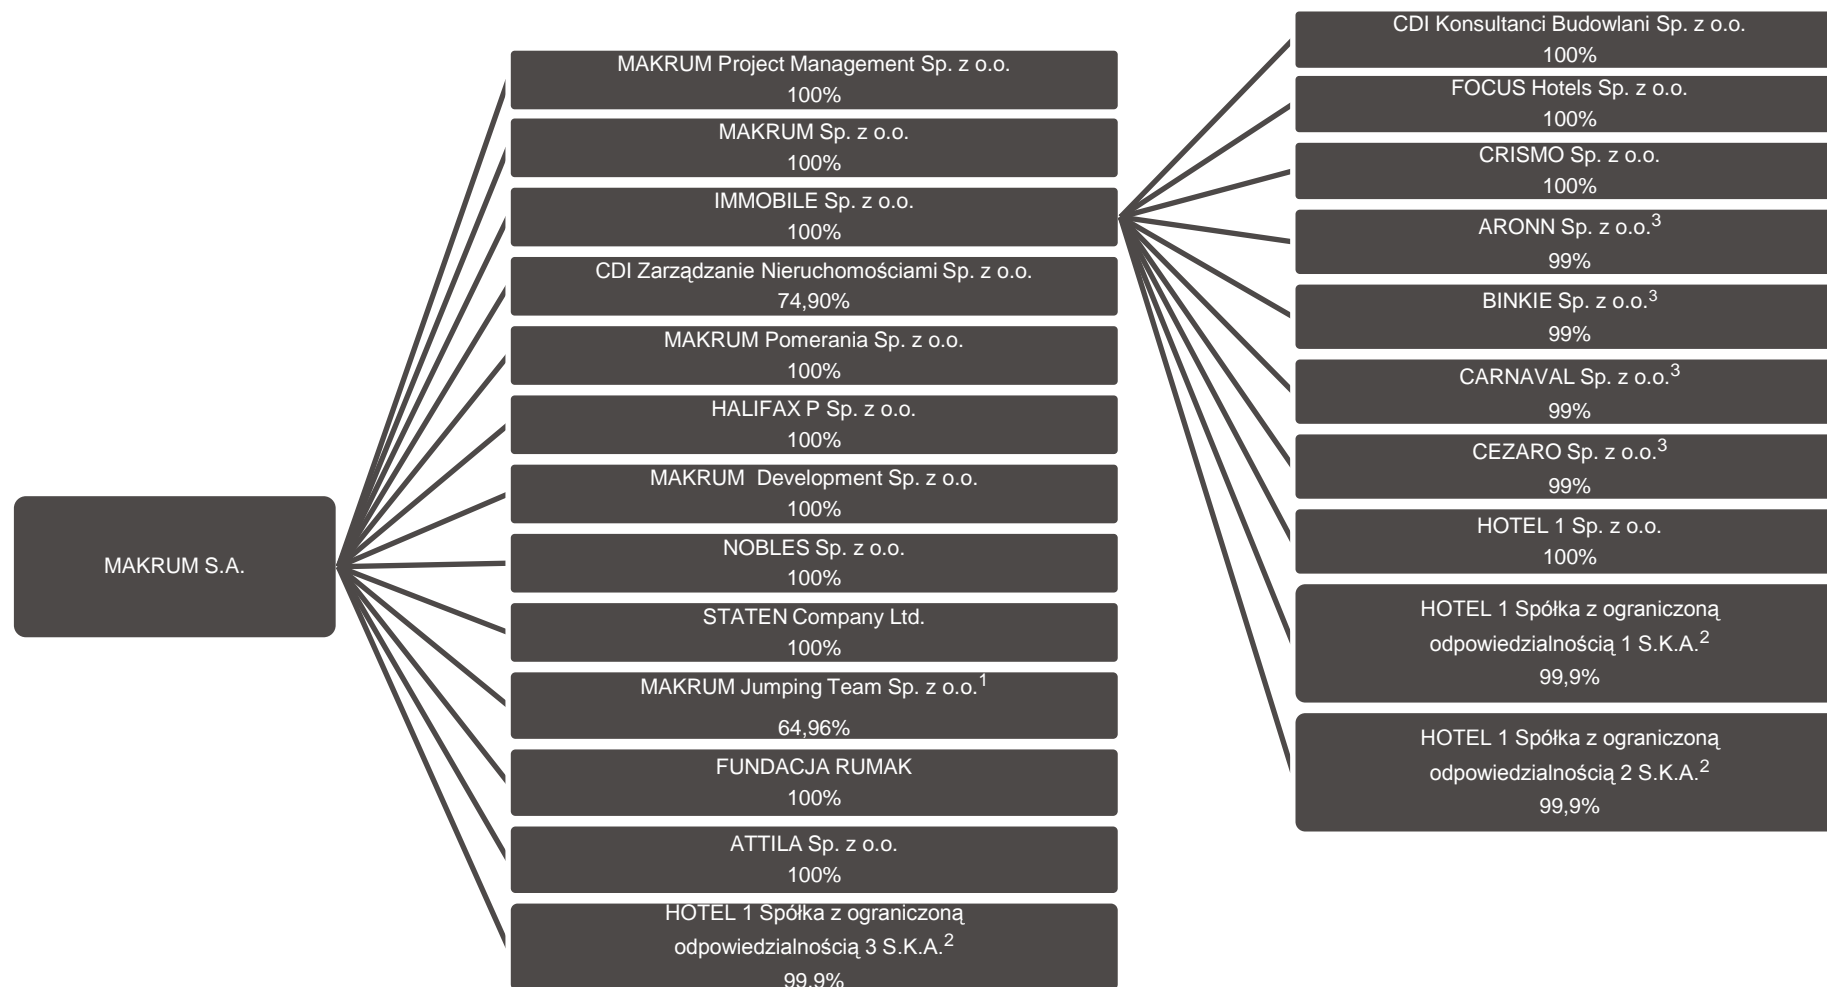 MAKRUM S.A.
MAKRUM Project Management Sp. z o.o.
100%
MAKRUM Sp. z o.o.
100%
IMMOBILE Sp. z o.o.
100%
CDI Zarządzanie Nieruchomościami Sp. z o.o.
74,90%
MAKRUM Pomerania Sp. z o.o.
100%
HALIFAX P Sp. z o.o.
100%
MAKRUM  Development Sp. z o.o.
100%
NOBLES Sp. z o.o.
100%
STATEN Company Ltd.
100%
MAKRUM Jumping Team Sp. z o.o.¹
64,96%
FUNDACJA RUMAK
100%
ATTILA Sp. z o.o.
100%
HOTEL 1 Spółka z ograniczoną
odpowiedzialnością 3 S.K.A.²
99,9%
CDI Konsultanci Budowlani Sp. z o.o.
100%
FOCUS Hotels Sp. z o.o.
100%
CRISMO Sp. z o.o.
100%
ARONN Sp. z o.o.³
99%
BINKIE Sp. z o.o.³
99%
CARNAVAL Sp. z o.o.³
99%
CEZARO Sp. z o.o.³
99%
HOTEL 1 Sp. z o.o.
100%
HOTEL 1 Spółka z ograniczoną
odpowiedzialnością 1 S.K.A.²
99,9%
HOTEL 1 Spółka z ograniczoną
odpowiedzialnością 2 S.K.A.²
99,9%